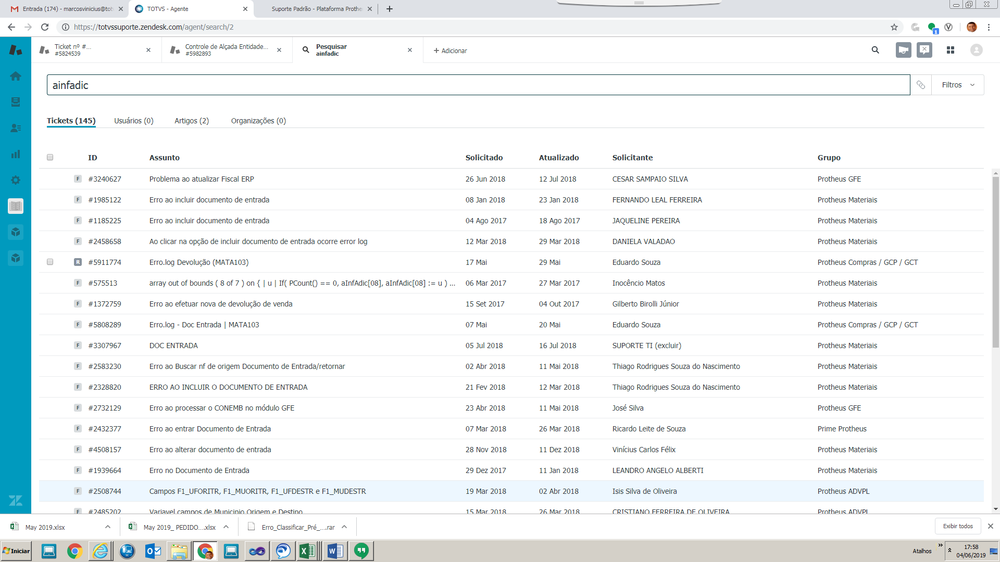 Entrada (174) - marcosvinicius@tot
TOTVS - Agente
Suporte Padrão - Plataforma Prothe
https://totvssuporte.zendesk.com/agent/search/2
1
Ticket nº #...
#5824539
Controle de Alçada Entidade...
#5982893
Pesquisar
ainfadic
+ Adicionar
ainfadic
Filtros
Tickets (145)
Usuários (0)
Artigos (2)
Organizações (0)
ID Assunto Solicitado Atualizado Solicitante Grupo
F #3240627 Problema ao atualizar Fiscal ERP 26 Jun 2018 12 Jul 2018 CESAR SAMPAIO SILVA Protheus GFE
F #1985122 Erro ao incluir documento de entrada 08 Jan 2018 23 Jan 2018 FERNANDO LEAL FERREIRA Protheus Materiais
F #1185225 Erro ao incluir documento de entrada 04 Ago 2017 18 Ago 2017 JAQUELINE PEREIRA Protheus Materiais
F #2458658 Ao clicar na opção de incluir documento de entrada ocorre error log 12 Mar 2018 29 Mar 2018 DANIELA VALADAO Protheus Materiais
R #5911774 Erro.log Devolução (MATA103) 17 Mai 29 Mai Eduardo Souza Protheus Compras / GCP / GCT
F #575513 array out of bounds ( 8 of 7 ) on { | u | If( PCount() == 0, aInfAdic[08], aInfAdic[08] := u ) ... 06 Mar 2017 27 Mar 2017 Inocêncio Matos Protheus Materiais
F #1372759 Erro ao efetuar nova de devolução de venda 15 Set 2017 04 Out 2017 Gilberto Birolli Júnior Protheus Materiais
F #5808289 Erro.log - Doc Entrada | MATA103 07 Mai 20 Mai Eduardo Souza Protheus Compras / GCP / GCT
F #3307967 DOC ENTRADA 05 Jul 2018 16 Jul 2018 SUPORTE TI (excluir) Protheus Materiais
F #2583230 Erro ao Buscar nf de origem Documento de Entrada/retornar 02 Abr 2018 11 Mai 2018 Thiago Rodrigues Souza do Nascimento Protheus Materiais
F #2328820 ERRO AO INCLUIR O DOCUMENTO DE ENTRADA 21 Fev 2018 12 Mar 2018 Thiago Rodrigues Souza do Nascimento Protheus Materiais
F #2732129 Erro ao processar o CONEMB no módulo GFE 23 Abr 2018 11 Mai 2018 José Silva Protheus GFE
F #2432377 Erro ao entrar Documento de Entrada 07 Mar 2018 26 Mar 2018 Ricardo Leite de Souza Prime Protheus
F #4508157 Erro ao alterar documento de entrada 28 Nov 2018 11 Dez 2018 Vinícius Carlos Félix Protheus Materiais
F #1939664 Erro no Documento de Entrada 29 Dez 2017 11 Jan 2018 LEANDRO ANGELO ALBERTI Protheus Materiais
F #2508744 Campos F1_UFORITR, F1_MUORITR, F1_UFDESTR e F1_MUDESTR 19 Mar 2018 02 Abr 2018 Isis Silva de Oliveira Protheus ADVPL
F #2485202 Variavel campos de Municipio Origem e Destino 15 Mar 2018 26 Mar 2018 CRISTIANO FERREIRA DE OLIVEIRA Protheus ADVPL
May 2019.xlsx
May 2019_ PEDIDO....xlsx
Erro_Classificar_Pré_....rar
Exibir todos
Iniciar
Atalhos
17:58
04/06/2019